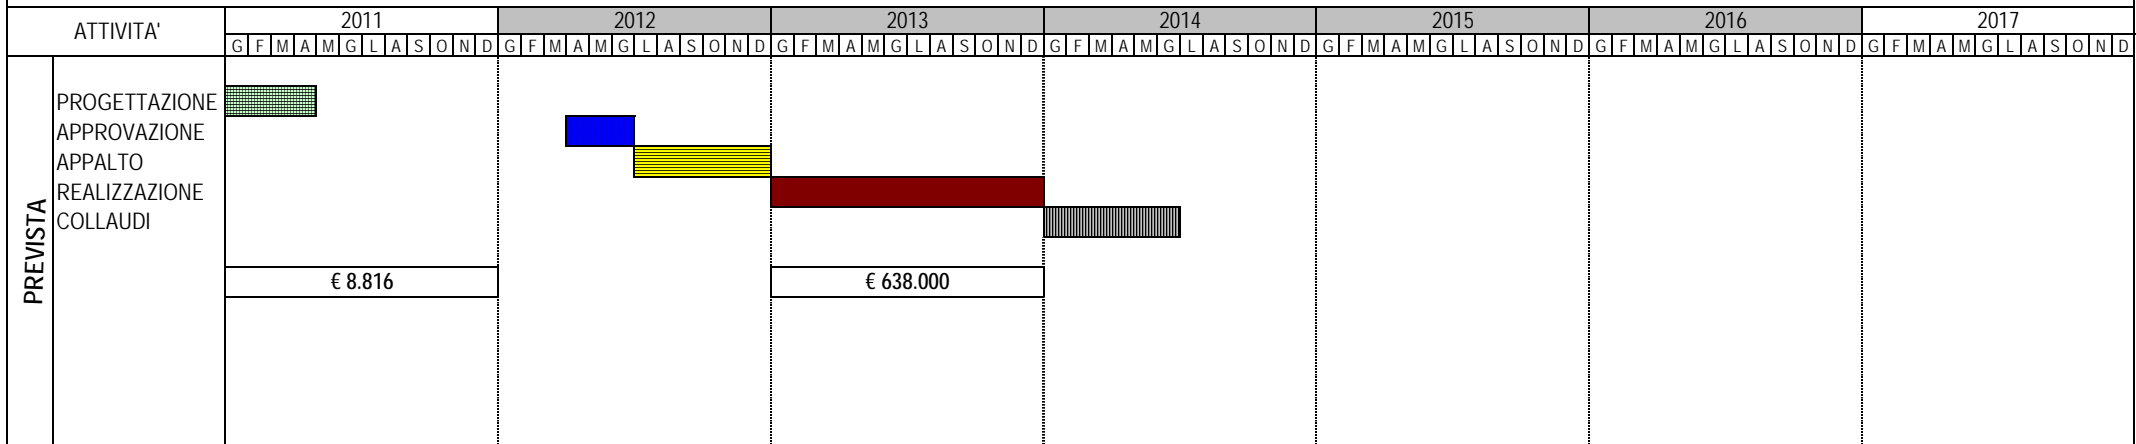 ATTIVITA' 2011 2012 2013 2014 2015 2016 2017
G F M A M G L A S O N D G F M A M G L A S O N D G F M A M G L A S O N D G F M A M G L A S O N D G F M A M G L A S O N D G F M A M G L A S O N D G F M A M G L A S O N D
PREVISTA
PROGETTAZIONE
APPROVAZIONE
APPALTO
REALIZZAZIONE
COLLAUDI
€ 8.816 € 638.000